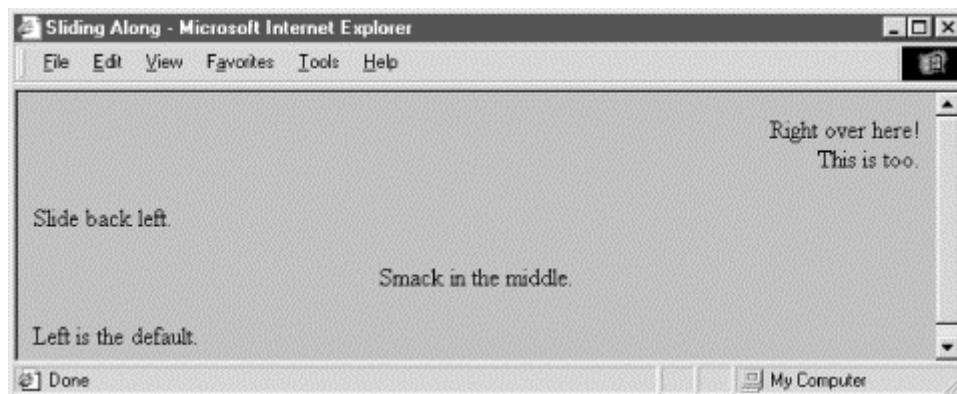 Sliding Along - Microsoft Internet Explorer
File Edit View Favorites Tools Help
Right over here!
This is too.
Slide back left.
Smack in the middle.
Left is the default.
Done
My Computer